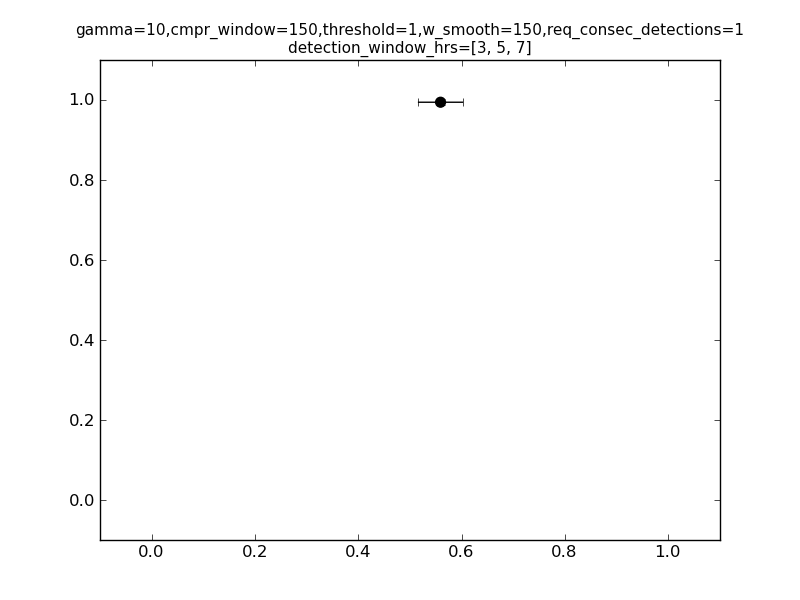 gamma=10,cmpr_window=150,threshold=1,w_smooth=150,req_consec_detections=1
detection_window_hrs=[3, 5, 7]
1.0
0.8
0.6
0.4
0.2
0.0
0.0 0.2 0.4 0.6 0.8 1.0